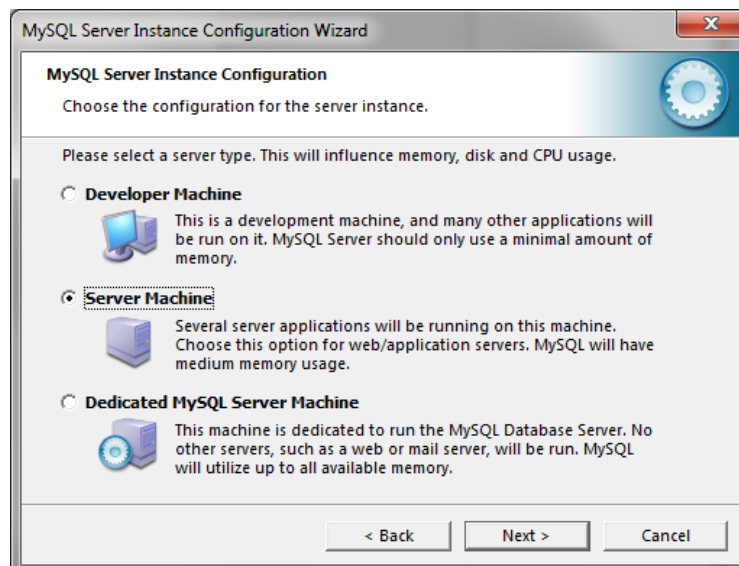 MySQL Server Instance Configuration Wizard
MySQL Server Instance Configuration
Choose the configuration for the server instance.
Please select a server type. This will influence memory, disk and CPU usage.
Developer Machine
This is a development machine, and many other applications will
be run on it. MySQL Server should only use a minimal amount of
memory.
Server Machine
Several server applications will be running on this machine.
Choose this option for web/application servers. MySQL will have
medium memory usage.
Dedicated MySQL Server Machine
This machine is dedicated to run the MySQL Database Server. No
other servers, such as a web or mail server, will be run. MySQL
will utilize up to all available memory.
< Back Next > Cancel